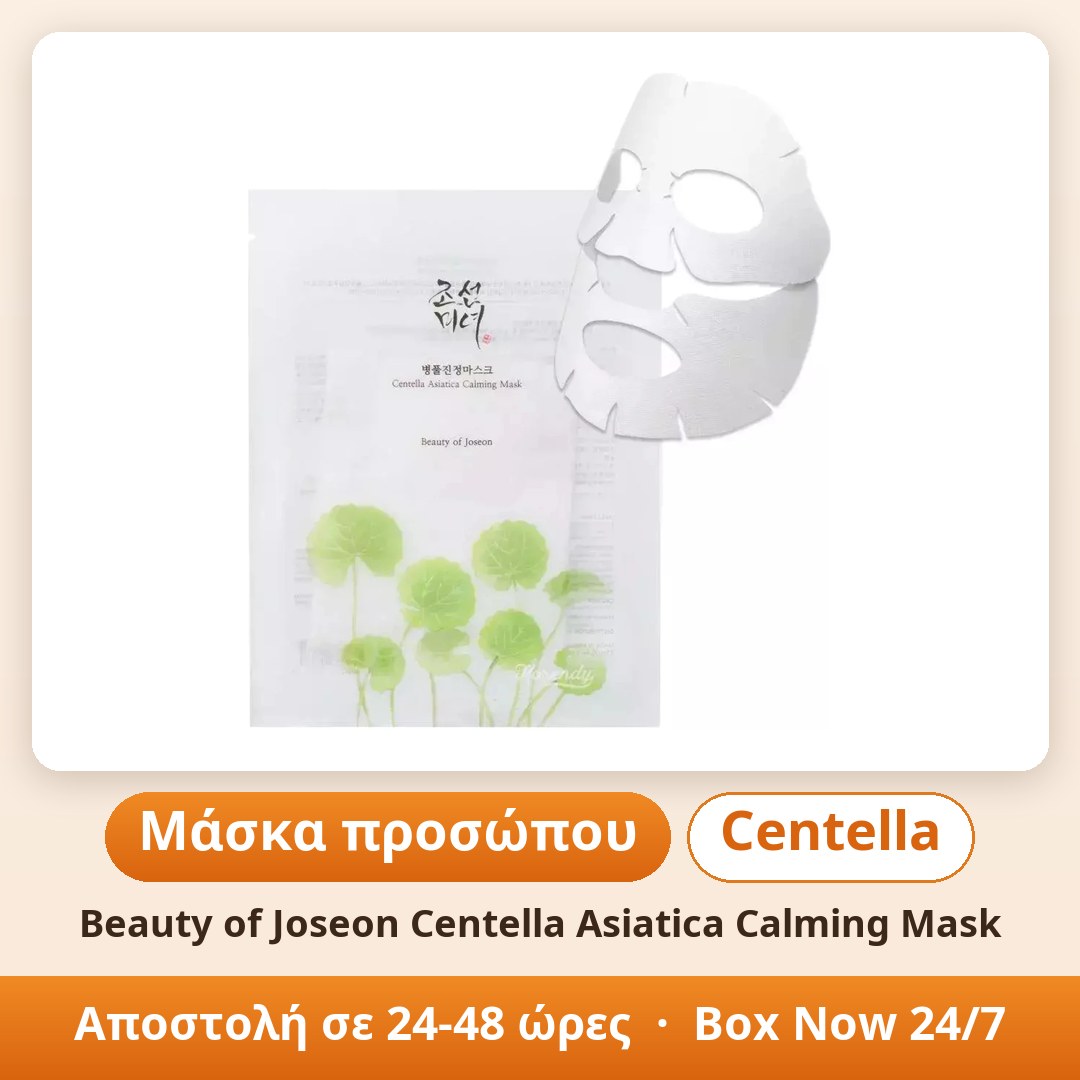 조선
미녀
병풀진정마스크
Centella Asiatica Calming Mask
Beauty of Joseon
Florendy
Μάσκα προσώπου
Centella
Beauty of Joseon Centella Asiatica Calming Mask
Αποστολή σε 24-48 ώρες · Box Now 24/7